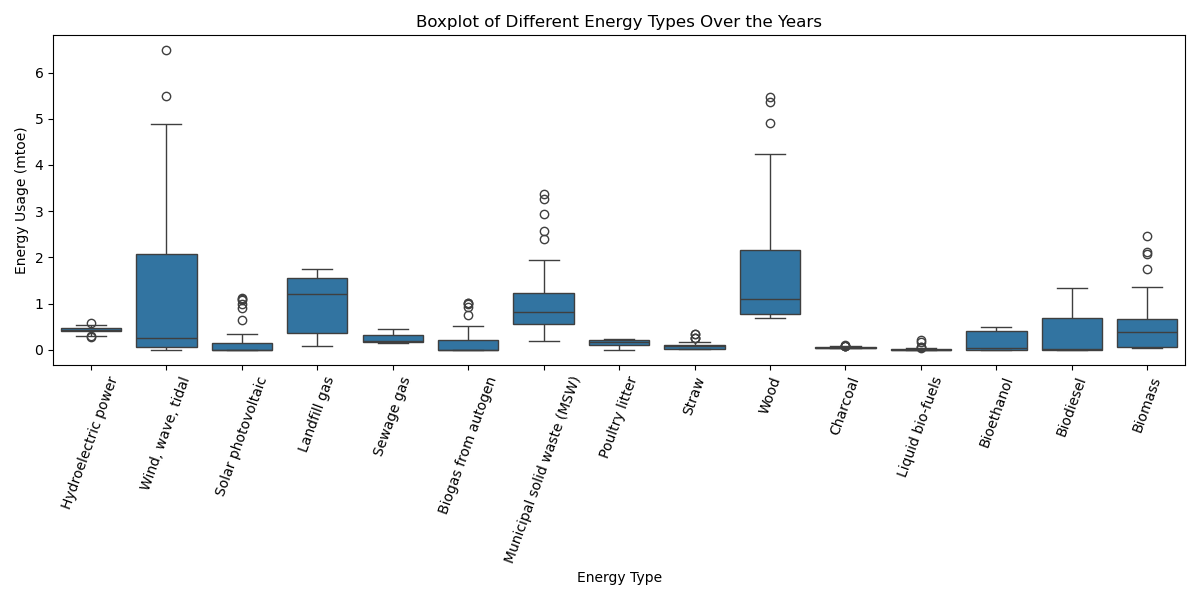 Boxplot of Different Energy Types Over the Years
Energy Usage (mtoe)
6
5
4
3
2
1
0
Hydroelectric power
Wind, wave, tidal
Solar photovoltaic
Landfill gas
Sewage gas
Biogas from autogen
Municipal solid waste (MSW)
Poultry litter
Straw
Wood
Charcoal
Liquid bio-fuels
Bioethanol
Biodiesel
Biomass
Energy Type